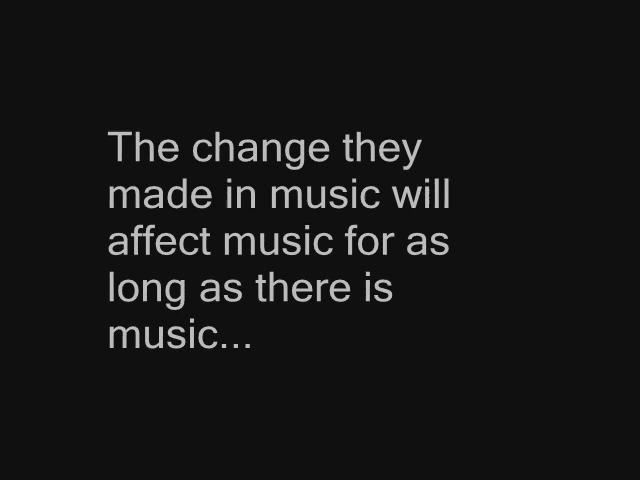 The change they
made in music will
affect music for as
long as there is
music...